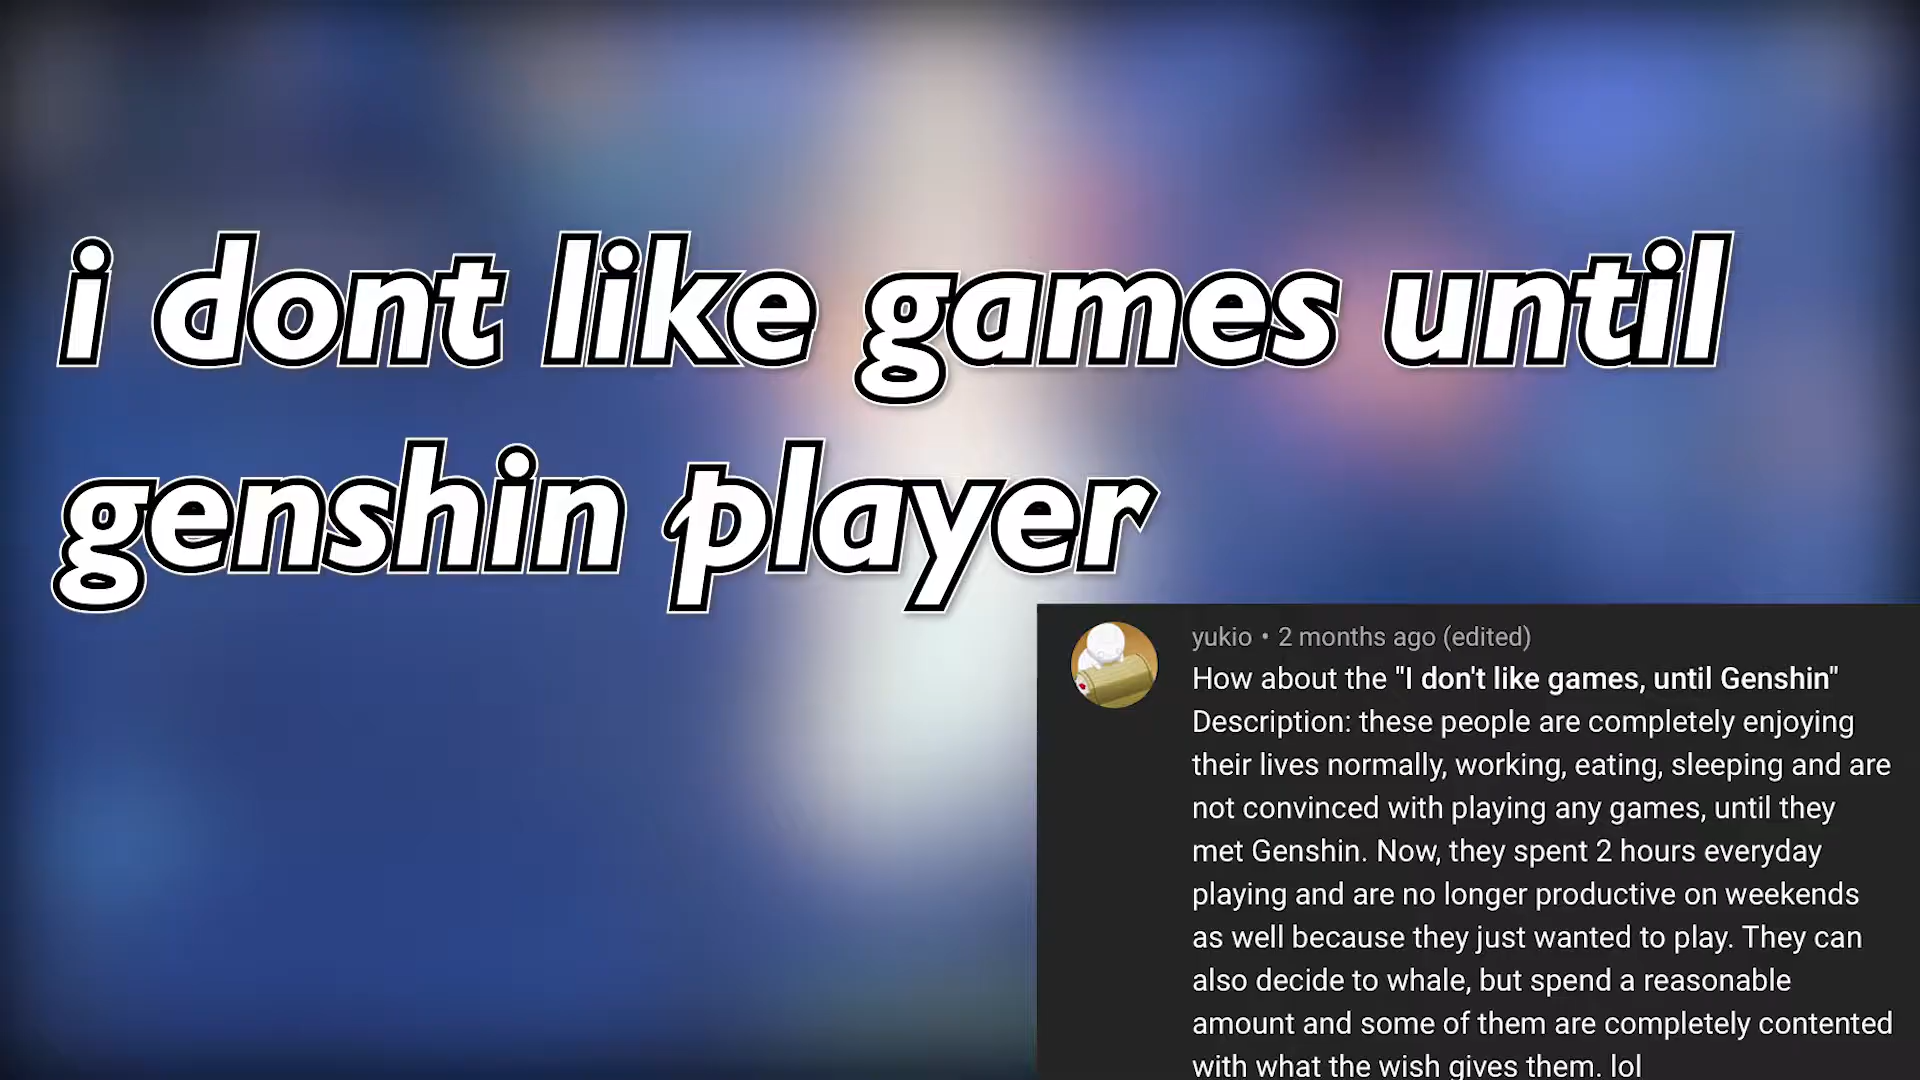 i dont like games until
genshin player
yukio • 2 months ago (edited)
How about the "I don't like games, until Genshin"
Description: these people are completely enjoying
their lives normally, working, eating, sleeping and are
not convinced with playing any games, until they
met Genshin. Now, they spent 2 hours everyday
playing and are no longer productive on weekends
as well because they just wanted to play. They can
also decide to whale, but spend a reasonable
amount and some of them are completely contented
with what the wish gives them. lol